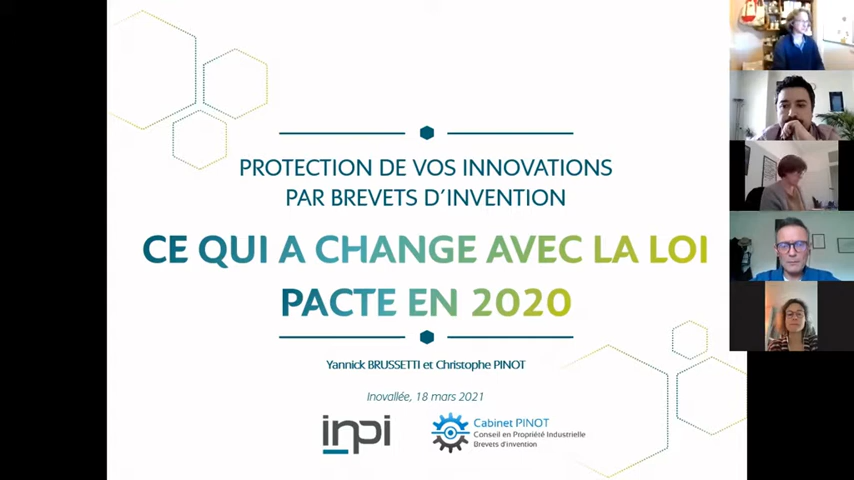 PROTECTION DE VOS INNOVATIONS
PAR BREVETS D'INVENTION
CE QUI A CHANGE AVEC LA LOI
PACTE EN 2020
Yannick BRUSSETTI et Christophe PINOT
Inovallée, 18 mars 2021
inpi
Cabinet PINOT
Conseil en Propriété Industrielle
Brevets d'invention